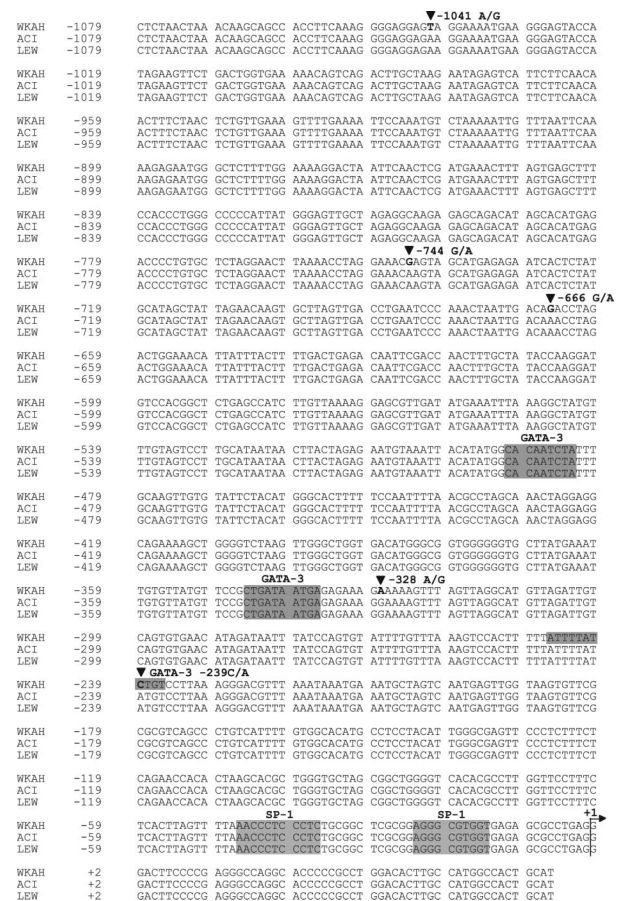 ▼-1041 A/G
WKAH -1079 CTCTAACTAA ACAAGCAGCC ACCTTCAAAG GGGAGGAGTA GGAAAATGAA GGGAGTACCA
ACI -1079 CTCTAACTAA ACAAGCAGCC ACCTTCAAAG GGGAGGAGAA GGAAAATGAA GGGAGTACCA
LEW -1079 CTCTAACTAA ACAAGCAGCC ACCTTCAAAG GGGAGGAGAA GGAAAATGAA GGGAGTACCA
WKAH -1019 TAGAAGTTCT GACTGGTGAA AAACAGTCAG ACTTGCTAAG AATAGAGTCA TTCTTCAACA
ACI -1019 TAGAAGTTCT GACTGGTGAA AAACAGTCAG ACTTGCTAAG AATAGAGTCA TTCTTCAACA
LEW -1019 TAGAAGTTCT GACTGGTGAA AAACAGTCAG ACTTGCTAAG AATAGAGTCA TTCTTCAACA
WKAH -959 ACTTTCTAAC TCTGTTGAAA GTTTTGAAAA TTCCAAATGT CTAAAAATTG TTTAATTCAA
ACI -959 ACTTTCTAAC TCTGTTGAAA GTTTTGAAAA TTCCAAATGT CTAAAAATTG TTTAATTCAA
LEW -959 ACTTTCTAAC TCTGTTGAAA GTTTTGAAAA TTCCAAATGT CTAAAAATTG TTTAATTCAA
WKAH -899 AAGAGAATGG GCTCTTTTGG AAAAGGACTA ATTCAACTCG ATGAAACTTT AGTGAGCTTT
ACI -899 AAGAGAATGG GCTCTTTTGG AAAAGGACTA ATTCAACTCG ATGAAACTTT AGTGAGCTTT
LEW -899 AAGAGAATGG GCTCTTTTGG AAAAGGACTA ATTCAACTCG ATGAAACTTT AGTGAGCTTT
WKAH -839 CCACCCTGGG CCCCCATTAT GGGAGTTGCT AGAGGCAAGA GAGCAGACAT AGCACATGAG
ACI -839 CCACCCTGGG CCCCCATTAT GGGAGTTGCT AGAGGCAAGA GAGCAGACAT AGCACATGAG
LEW -839 CCACCCTGGG CCCCCATTAT GGGAGTTGCT AGAGGCAAGA GAGCAGACAT AGCACATGAG
▼-744 G/A
WKAH -779 ACCCCTGTGC TCTAGGAACT TAAAACCTAG GAAACGAGTA GCATGAGAGA ATCACTCTAT
ACI -779 ACCCCTGTGC TCTAGGAACT TAAAACCTAG GAAACAAGTA GCATGAGAGA ATCACTCTAT
LEW -779 ACCCCTGTGC TCTAGGAACT TAAAACCTAG GAAACAAGTA GCATGAGAGA ATCACTCTAT
▼-666 G/A
WKAH -719 GCATAGCTAT TAGAACAAGT GCTTAGTTGA CCTGAATCCC AAACTAATTG ACAGACCTAG
ACI -719 GCATAGCTAT TAGAACAAGT GCTTAGTTGA CCTGAATCCC AAACTAATTG ACAAACCTAG
LEW -719 GCATAGCTAT TAGAACAAGT GCTTAGTTGA CCTGAATCCC AAACTAATTG ACAAACCTAG
WKAH -659 ACTGGAAACA TTATTTACTT TTGACTGAGA CAATTCGACC AACTTTGCTA TACCAAGGAT
ACI -659 ACTGGAAACA TTATTTACTT TTGACTGAGA CAATTCGACC AACTTTGCTA TACCAAGGAT
LEW -659 ACTGGAAACA TTATTTACTT TTGACTGAGA CAATTCGACC AACTTTGCTA TACCAAGGAT
WKAH -599 GTCCACGGCT CTGAGCCATC TTGTTAAAAG GAGCGTTGAT ATGAAATTTA AAGGCTATGT
ACI -599 GTCCACGGCT CTGAGCCATC TTGTTAAAAG GAGCGTTGAT ATGAAATTTA AAGGCTATGT
LEW -599 GTCCACGGCT CTGAGCCATC TTGTTAAAAG GAGCGTTGAT ATGAAATTTA AAGGCTATGT
GATA-3
WKAH -539 TTGTAGTCCT TGCATAATAA CTTACTAGAG AATGTAAATT ACATATGGCA CAATCTATTT
ACI -539 TTGTAGTCCT TGCATAATAA CTTACTAGAG AATGTAAATT ACATATGGCA CAATCTATTT
LEW -539 TTGTAGTCCT TGCATAATAA CTTACTAGAG AATGTAAATT ACATATGGCA CAATCTATTT
WKAH -479 GCAAGTTGTG TATTCTACAT GGGCACTTTT TCCAATTTTA ACGCCTAGCA AACTAGGAGG
ACI -479 GCAAGTTGTG TATTCTACAT GGGCACTTTT TCCAATTTTA ACGCCTAGCA AACTAGGAGG
LEW -479 GCAAGTTGTG TATTCTACAT GGGCACTTTT TCCAATTTTA ACGCCTAGCA AACTAGGAGG
WKAH -419 CAGAAAAGCT GGGGTCTAAG TTGGGCTGGT GACATGGGCG GTGGGGGGTG CTTATGAAAT
ACI -419 CAGAAAAGCT GGGGTCTAAG TTGGGCTGGT GACATGGGCG GTGGGGGGTG CTTATGAAAT
LEW -419 CAGAAAAGCT GGGGTCTAAG TTGGGCTGGT GACATGGGCG GTGGGGGGTG CTTATGAAAT
GATA-3 ▼-328 A/G
WKAH -359 TGTGTTATGT TTCCGCTGATA ATGAGAGAAA GAAAAAGTTT AGTTAGGCAT GTTAGATTGT
ACI -359 TGTGTTATGT TTCCGCTGATA ATGAGAGAAA GGAAAAGTTT AGTTAGGCAT GTTAGATTGT
LEW -359 TGTGTTATGT TTCCGCTGATA ATGAGAGAAA GGAAAAGTTT AGTTAGGCAT GTTAGATTGT
WKAH -299 CAGTGTGAAC ATAGATAATT TATCCAGTGT ATTTTGTTTA AAGTCCACTT TTTATTTTAT
ACI -299 CAGTGTGAAC ATAGATAATT TATCCAGTGT ATTTTGTTTA AAGTCCACTT TTTATTTTAT
LEW -299 CAGTGTGAAC ATAGATAATT TATCCAGTGT ATTTTGTTTA AAGTCCACTT TTTATTTTAT
▼ GATA-3 -239C/A
WKAH -239 CTGTCCTTAA AGGGACGTTT AAATAAATGA AATGCTAGTC AATGAGTTGG TAAGTGTTCG
ACI -239 ATGTCCTTAA AGGGACGTTT AAATAAATGA AATGCTAGTC AATGAGTTGG TAAGTGTTCG
LEW -239 ATGTCCTTAA AGGGACGTTT AAATAAATGA AATGCTAGTC AATGAGTTGG TAAGTGTTCG
WKAH -179 CGCGTCAGCC CTGTCATTTT GTGGCACATG CCTCCTACAT TGGGCGAGTT CCCTCTTTCT
ACI -179 CGCGTCAGCC CTGTCATTTT GTGGCACATG CCTCCTACAT TGGGCGAGTT CCCTCTTTCT
LEW -179 CGCGTCAGCC CTGTCATTTT GTGGCACATG CCTCCTACAT TGGGCGAGTT CCCTCTTTCT
WKAH -119 CAGAACCACA CTAAGCACGC TGGGTGCTAG CGGCTGGGGT CACACGCCTT GGTTCCTTTC
ACI -119 CAGAACCACA CTAAGCACGC TGGGTGCTAG CGGCTGGGGT CACACGCCTT GGTTCCTTTC
LEW -119 CAGAACCACA CTAAGCACGC TGGGTGCTAG CGGCTGGGGT CACACGCCTT GGTTCCTTTC
SP-1 SP-1 +1
WKAH -59 TCACTTAGTT TTTAAACCCTC CCTCTGCGGC TCGCGGAGGG CGTGGTGAGA GCGCCTGAGG
ACI -59 TCACTTAGTT TTTAAACCCTC CCTCTGCGGC TCGCGGAGGG CGTGGTGAGA GCGCCTGAGG
LEW -59 TCACTTAGTT TTTAAACCCTC CCTCTGCGGC TCGCGGAGGG CGTGGTGAGA GCGCCTGAGG
WKAH +2 GACTTCCCCG AGGGCCAGGC ACCCCCGCCT GGACACTTGC CATGGCCACT GCAT
ACI +2 GACTTCCCCG AGGGCCAGGC ACCCCCGCCT GGACACTTGC CATGGCCACT GCAT
LEW +2 GACTTCCCCG AGGGCCAGGC ACCCCCGCCT GGACACTTGC CATGGCCACT GCAT